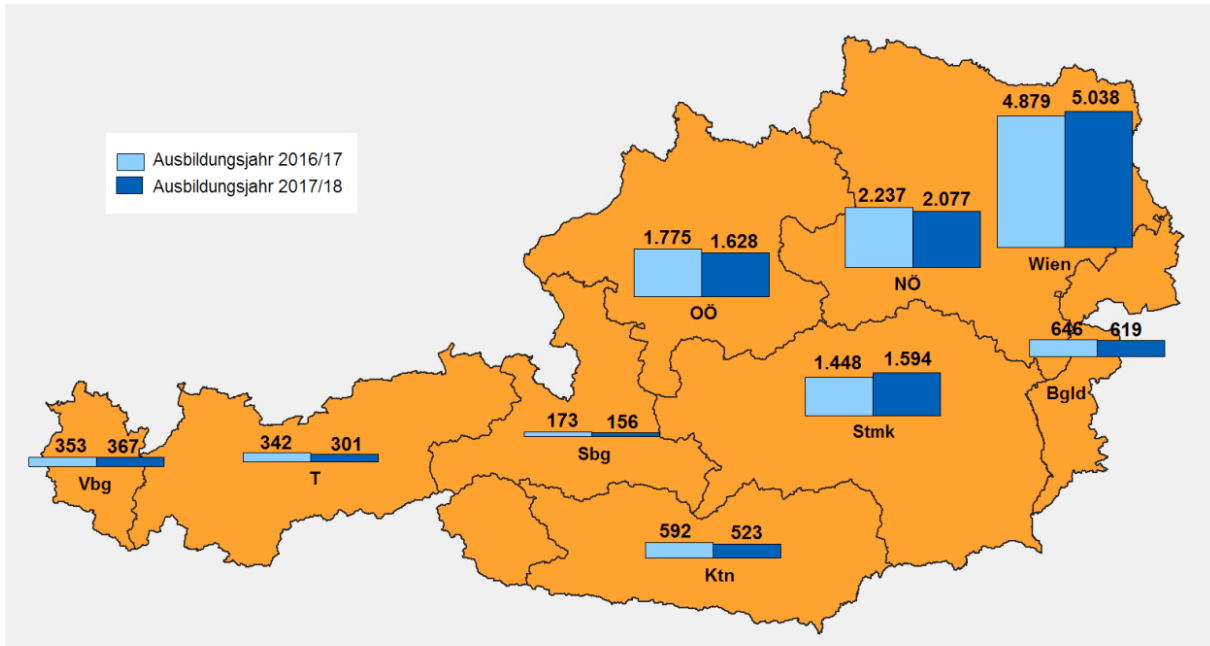 Ausbildungsjahr 2016/17
Ausbildungsjahr 2017/18
4.879 5.038
Wien
2.237 2.077
NÖ
1.775 1.628
OÖ
646 619
Bgld
1.448 1.594
Stmk
173 156
Sbg
342 301
T
353 367
Vbg
592 523
Ktn